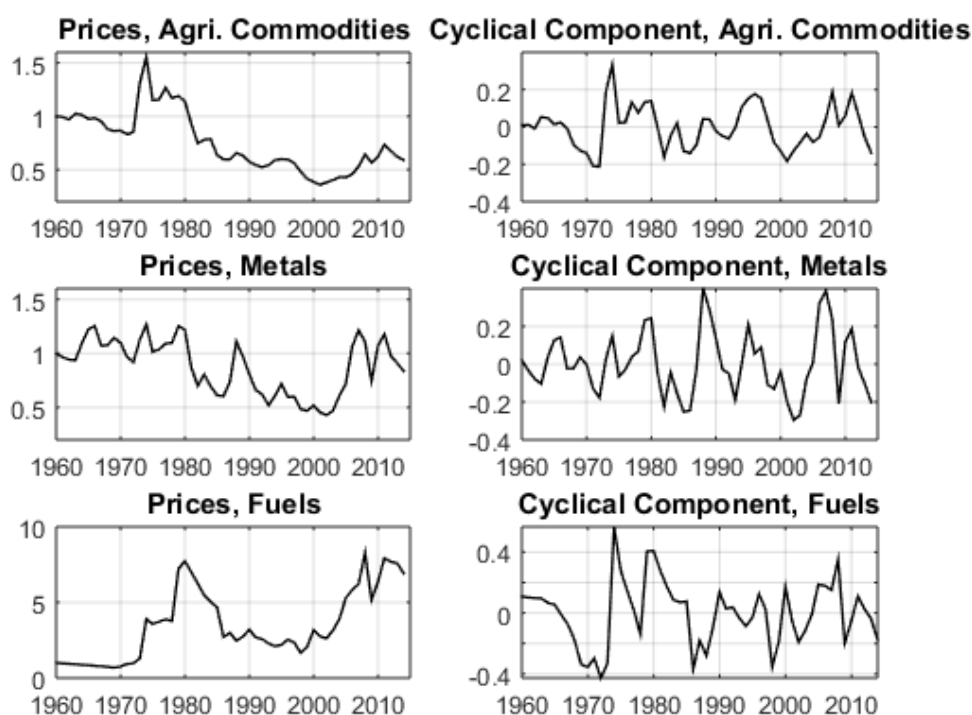 Prices, Agri. Commodities
1.5
1
0.5
1960 1970 1980 1990 2000 2010
Cyclical Component, Agri. Commodities
0.2
0
-0.2
-0.4
1960 1970 1980 1990 2000 2010
Prices, Metals
1.5
1
0.5
1960 1970 1980 1990 2000 2010
Cyclical Component, Metals
0.2
0
-0.2
-0.4
1960 1970 1980 1990 2000 2010
Prices, Fuels
10
5
0
1960 1970 1980 1990 2000 2010
Cyclical Component, Fuels
0.4
0
-0.4
1960 1970 1980 1990 2000 2010